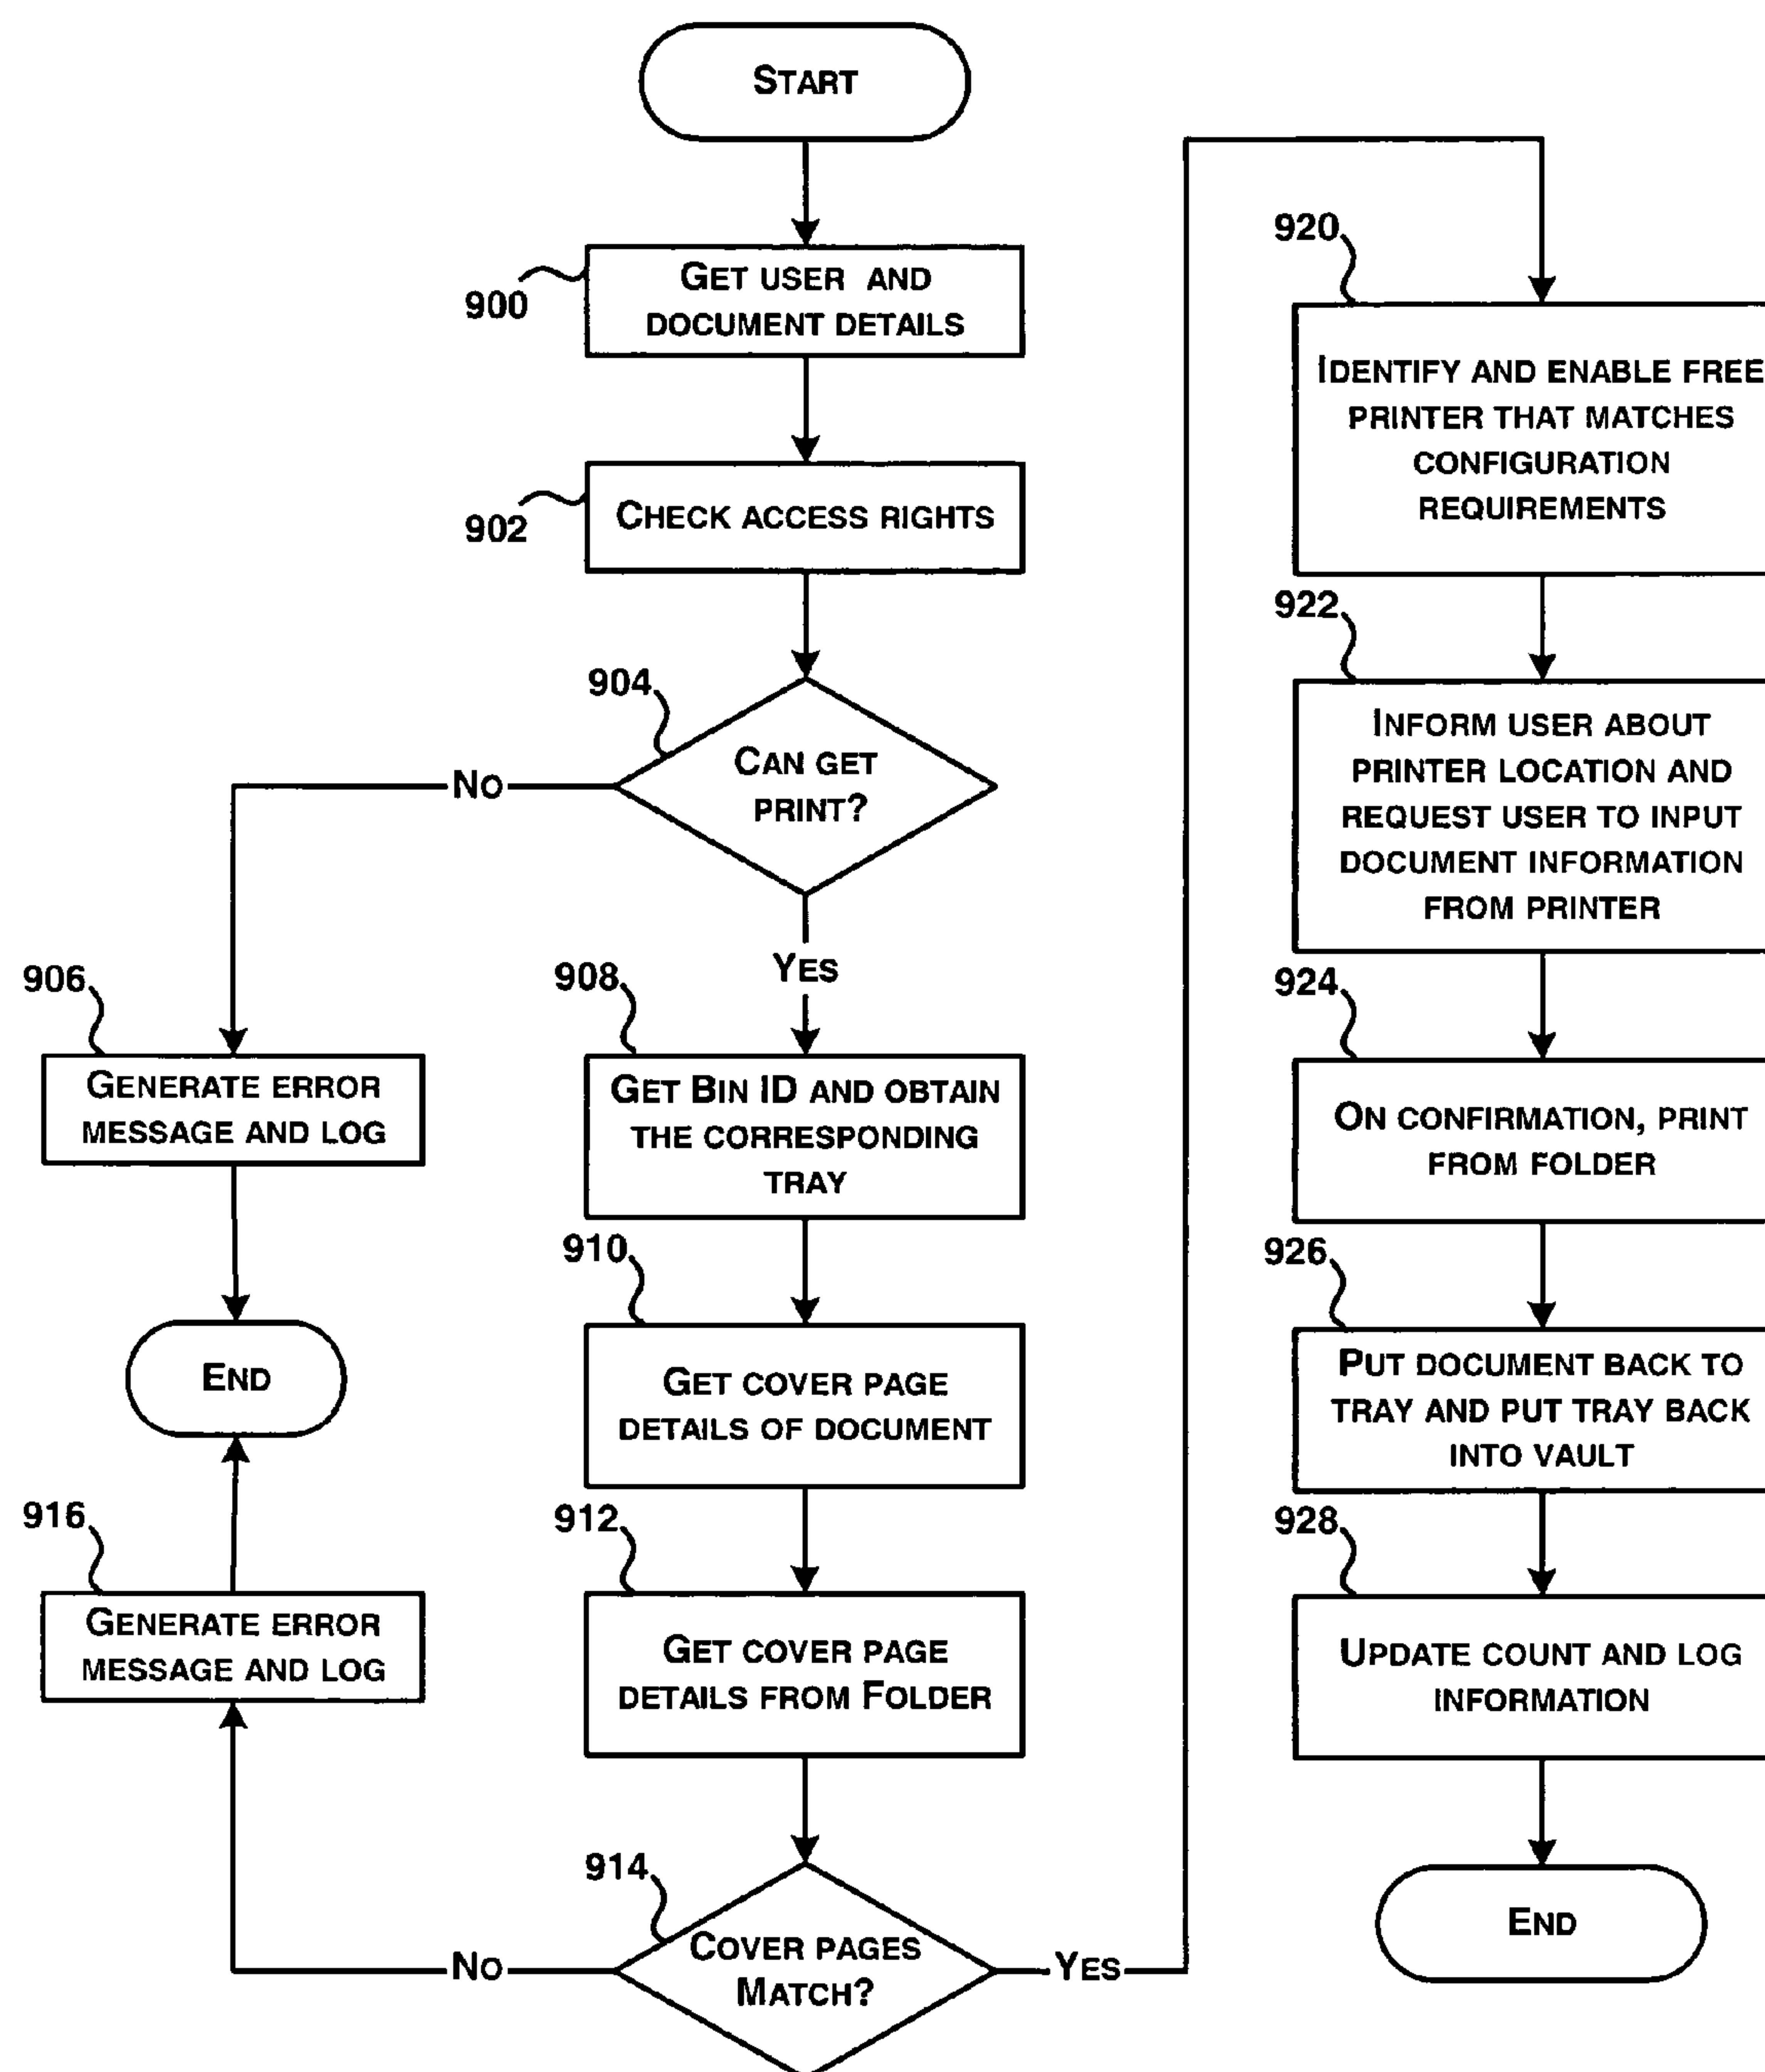 START
900
GET USER AND
DOCUMENT DETAILS
902
CHECK ACCESS RIGHTS
904
CAN GET
PRINT?
NO
YES
906
GENERATE ERROR
MESSAGE AND LOG
END
908
GET BIN ID AND OBTAIN
THE CORRESPONDING
TRAY
910
GET COVER PAGE
DETAILS OF DOCUMENT
912
GET COVER PAGE
DETAILS FROM FOLDER
914
COVER PAGES
MATCH?
NO
YES
916
GENERATE ERROR
MESSAGE AND LOG
920
IDENTIFY AND ENABLE FREE
PRINTER THAT MATCHES
CONFIGURATION
REQUIREMENTS
922
INFORM USER ABOUT
PRINTER LOCATION AND
REQUEST USER TO INPUT
DOCUMENT INFORMATION
FROM PRINTER
924
ON CONFIRMATION, PRINT
FROM FOLDER
926
PUT DOCUMENT BACK TO
TRAY AND PUT TRAY BACK
INTO VAULT
928
UPDATE COUNT AND LOG
INFORMATION
END